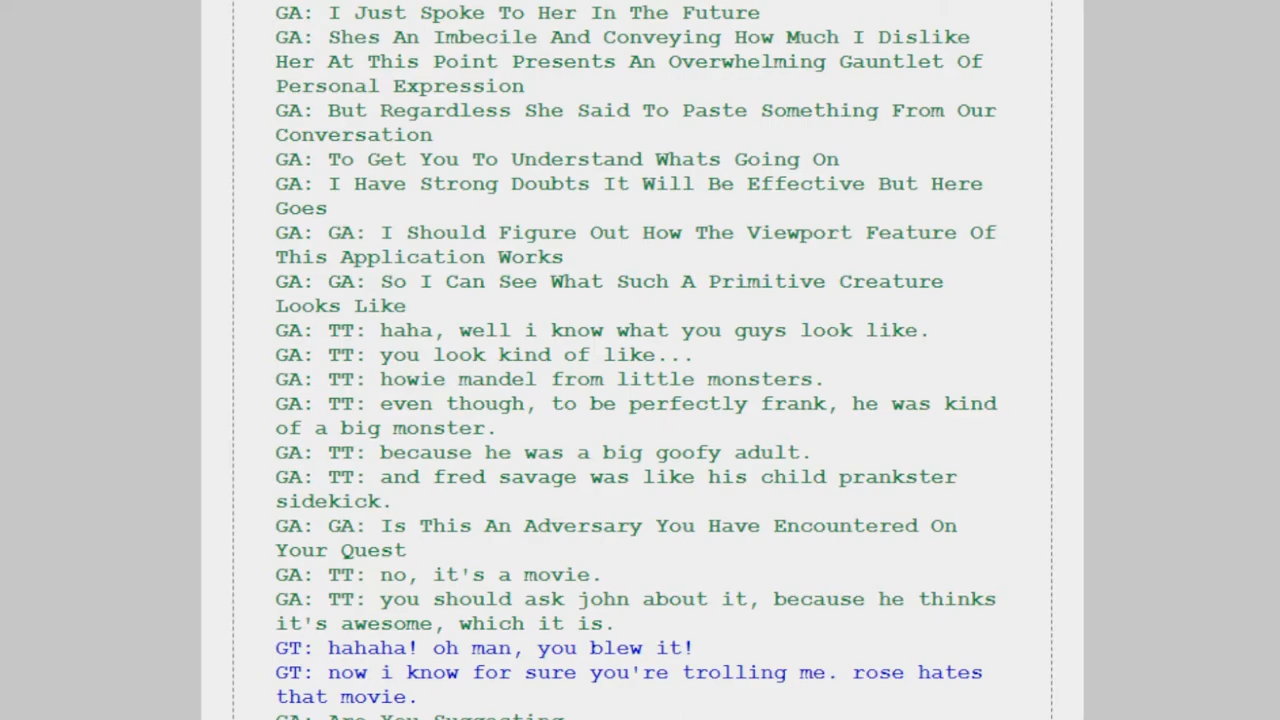 GA: I Just Spoke To Her In The Future
GA: Shes An Imbecile And Conveying How Much I Dislike
Her At This Point Presents An Overwhelming Gauntlet Of
Personal Expression
GA: But Regardless She Said To Paste Something From Our
Conversation
GA: To Get You To Understand Whats Going On
GA: I Have Strong Doubts It Will Be Effective But Here
Goes
GA: GA: I Should Figure Out How The Viewport Feature Of
This Application Works
GA: GA: So I Can See What Such A Primitive Creature
Looks Like
GA: TT: haha, well i know what you guys look like.
GA: TT: you look kind of like...
GA: TT: howie mandel from little monsters.
GA: TT: even though, to be perfectly frank, he was kind
of a big monster.
GA: TT: because he was a big goofy adult.
GA: TT: and fred savage was like his child prankster
sidekick.
GA: GA: Is This An Adversary You Have Encountered On
Your Quest
GA: TT: no, it's a movie.
GA: TT: you should ask john about it, because he thinks
it's awesome, which it is.
GT: hahaha! oh man, you blew it!
GT: now i know for sure you're trolling me. rose hates
that movie.
GA: Are You Suggesting